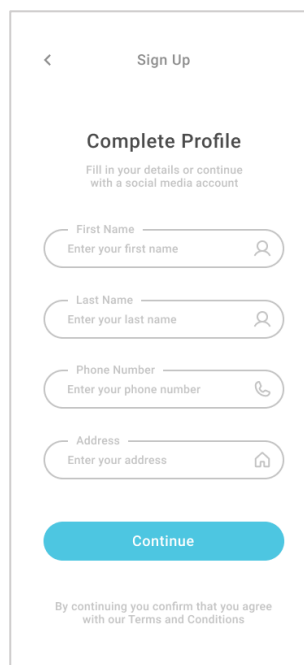 Sign Up
Complete Profile
Fill in your details or continue
with a social media account
First Name
Enter your first name
Last Name
Enter your last name
Phone Number
Enter your phone number
Address
Enter your address
Continue
By continuing you confirm that you agree
with our Terms and Conditions